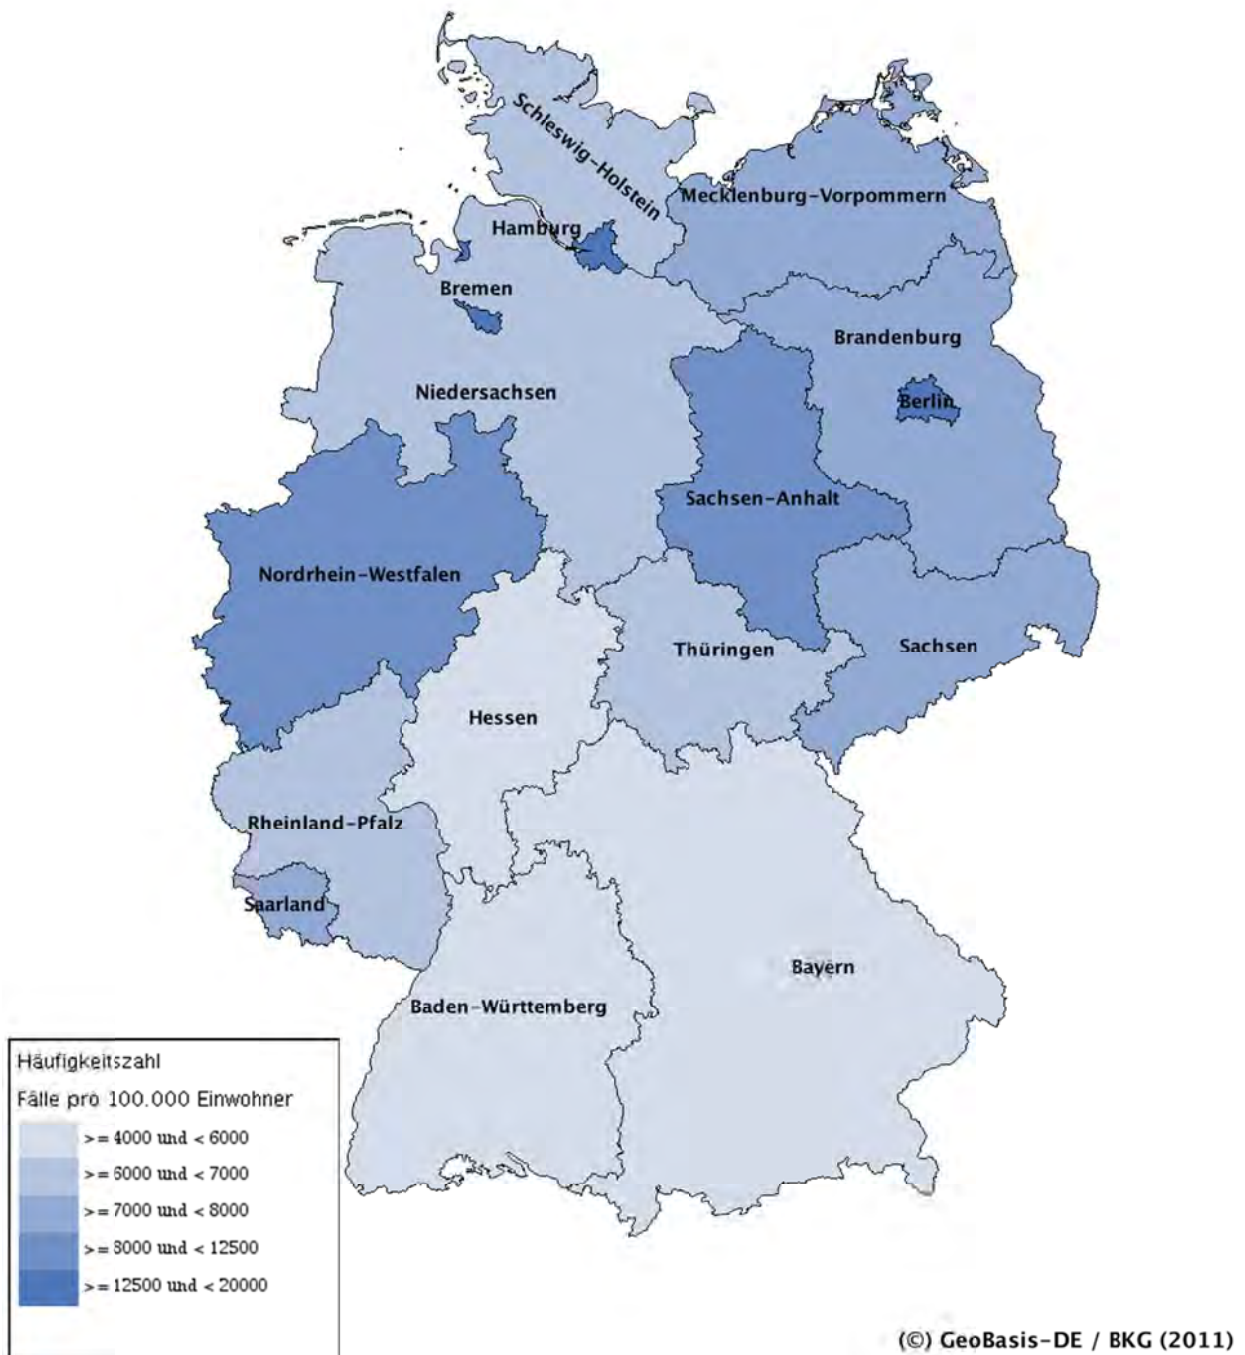 Schleswig-Holstein
Mecklenburg-Vorpommern
Hamburg
Bremen
Brandenburg
Niedersachsen
Berlin
Sachsen-Anhalt
Nordrhein-Westfalen
Thüringen
Sachsen
Hessen
Rheinland-Pfalz
Saarland
Bayern
Baden-Württemberg
Häufigkeitszahl
Fälle pro 100.000 Einwohner
>=4000 und <6000
>=6000 und <7000
>=7000 und <8000
>=8000 und <12500
>=12500 und <20000
(©) GeoBasis-DE / BKG (2011)